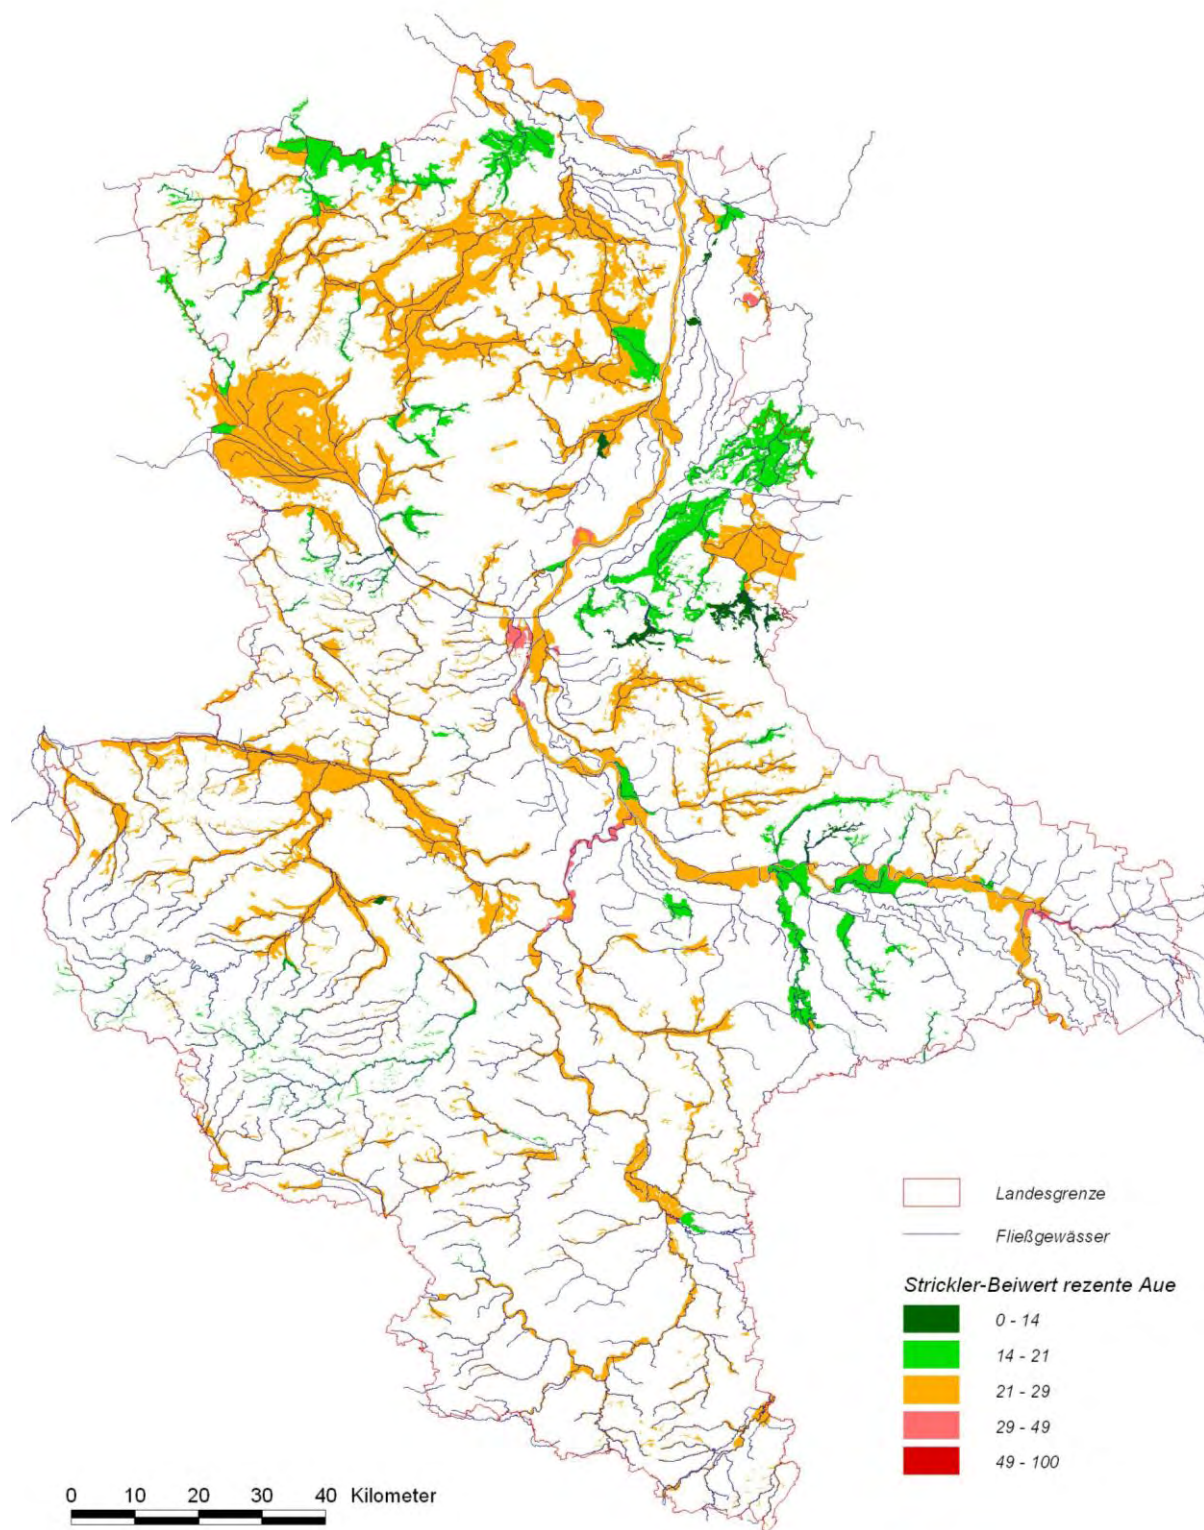 Landesgrenze
Fließgewässer
Strickler-Beiwert rezente Aue
0 - 14
14 - 21
21 - 29
29 - 49
49 - 100
0 10 20 30 40 Kilometer